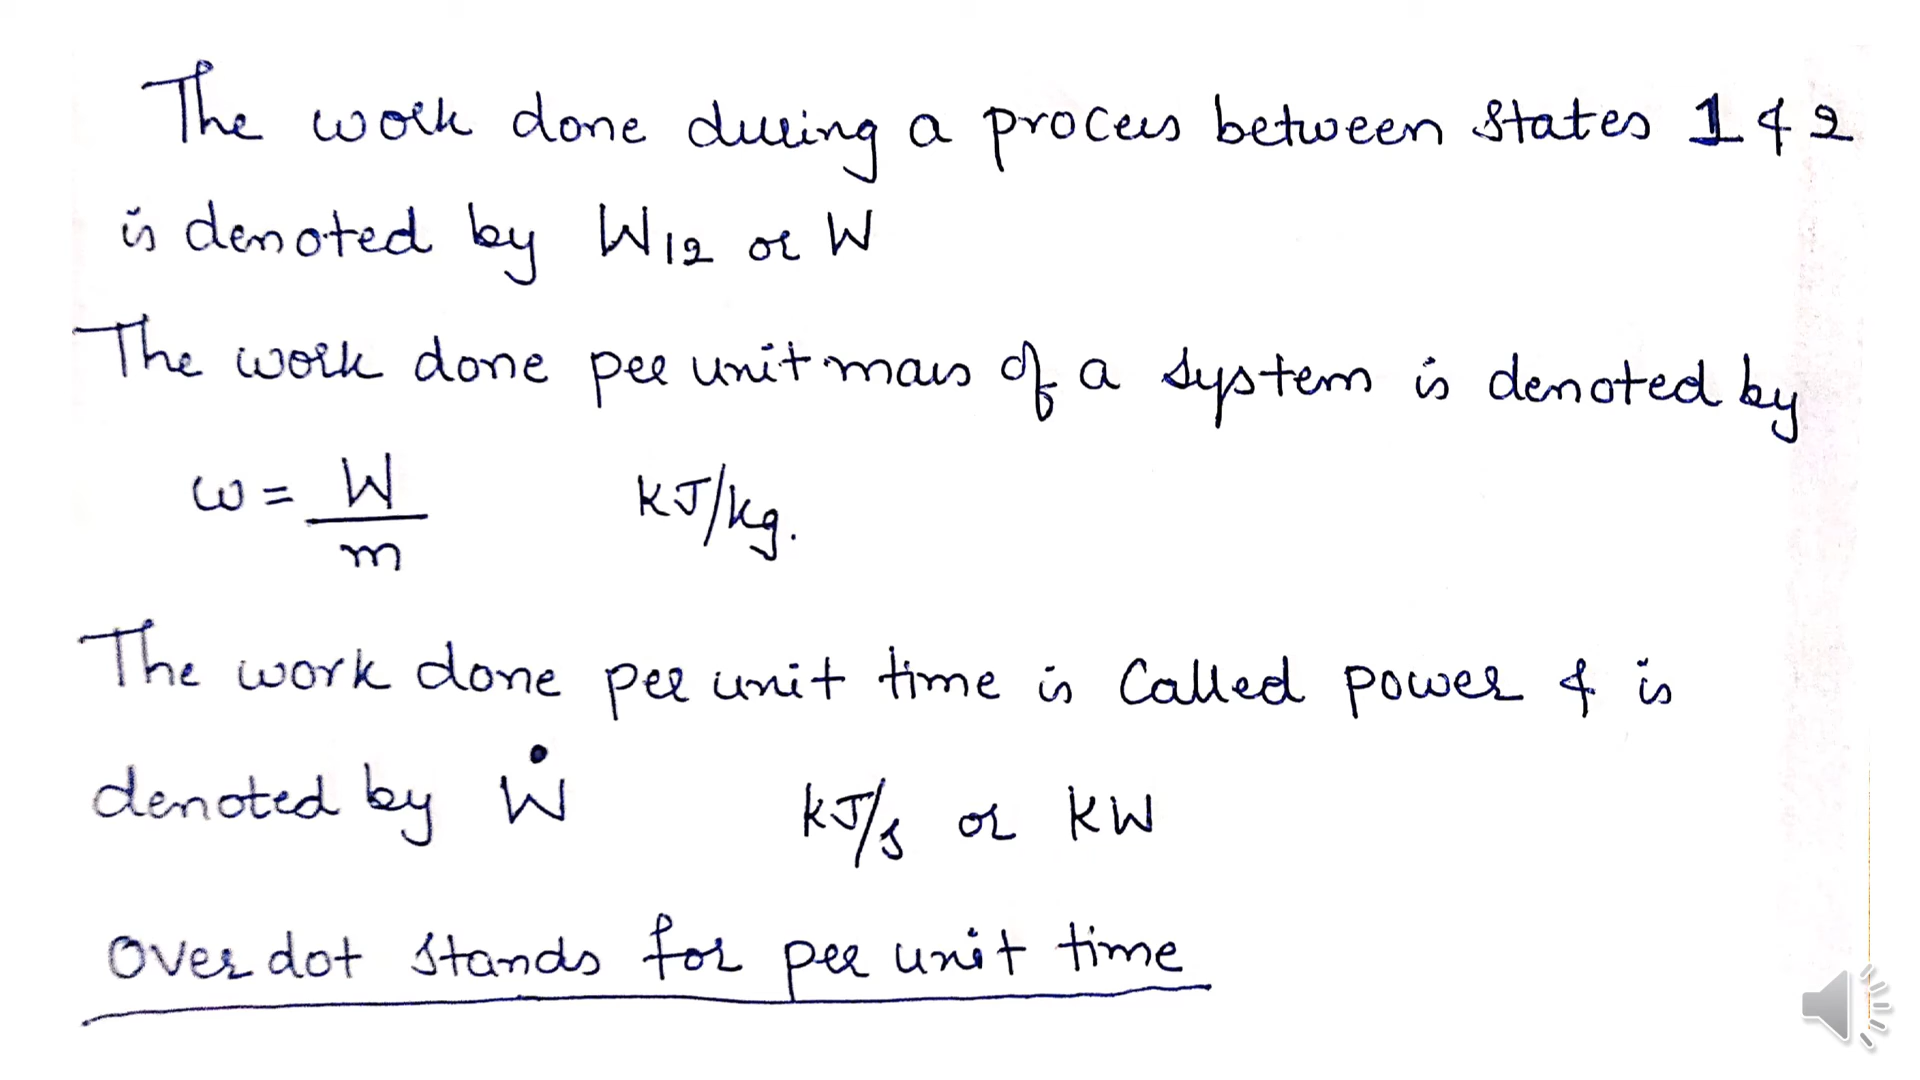 The work done during a process between states 1 & 2
is denoted by W12 or W
The work done per unit mass of a system is denoted by
w = W/m kJ/kg.
The work done per unit time is called power & is
denoted by Ẇ kJ/s or kW
Over dot stands for per unit time